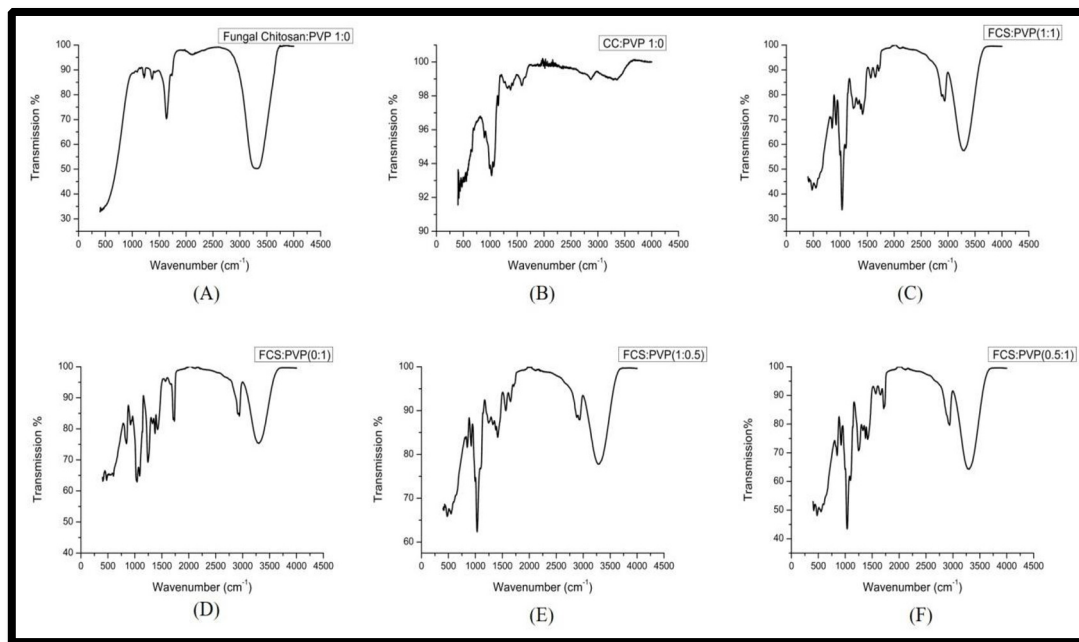 Fungal Chitosan:PVP 1:0
100
90
80
70
60
50
40
30
Transmission %
0 500 1000 1500 2000 2500 3000 3500 4000 4500
Wavenumber (cm-1)
(A)
CC:PVP 1:0
100
98
96
94
92
90
Transmission %
0 500 1000 1500 2000 2500 3000 3500 4000 4500
Wavenumber (cm-1)
(B)
FCS:PVP(1:1)
100
90
80
70
60
50
40
30
Transmission %
0 500 1000 1500 2000 2500 3000 3500 4000 4500
Wavenumber (cm-1)
(C)
FCS:PVP(0:1)
100
90
80
70
60
50
40
Transmission %
0 500 1000 1500 2000 2500 3000 3500 4000 4500
Wavenumber (cm-1)
(D)
FCS:PVP(1:0.5)
100
90
80
70
60
Transmission %
0 500 1000 1500 2000 2500 3000 3500 4000 4500
Wavenumber (cm-1)
(E)
FCS:PVP(0.5:1)
100
90
80
70
60
50
40
Transmission %
0 500 1000 1500 2000 2500 3000 3500 4000 4500
Wavenumber (cm-1)
(F)